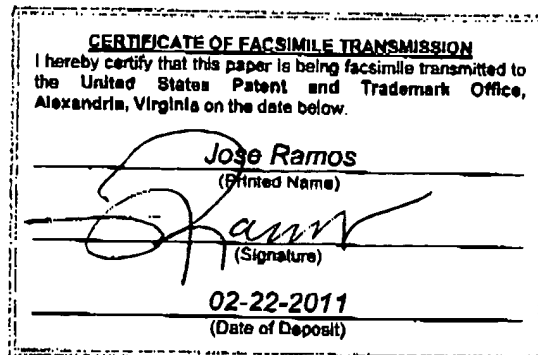 CERTIFICATE OF FACSIMILE TRANSMISSION
I hereby certify that this paper is being facsimile transmitted to
the United States Patent and Trademark Office,
Alexandria, Virginia on the date below.
Jose Ramos
(Printed Name)
Ramos
(Signature)
02-22-2011
(Date of Deposit)